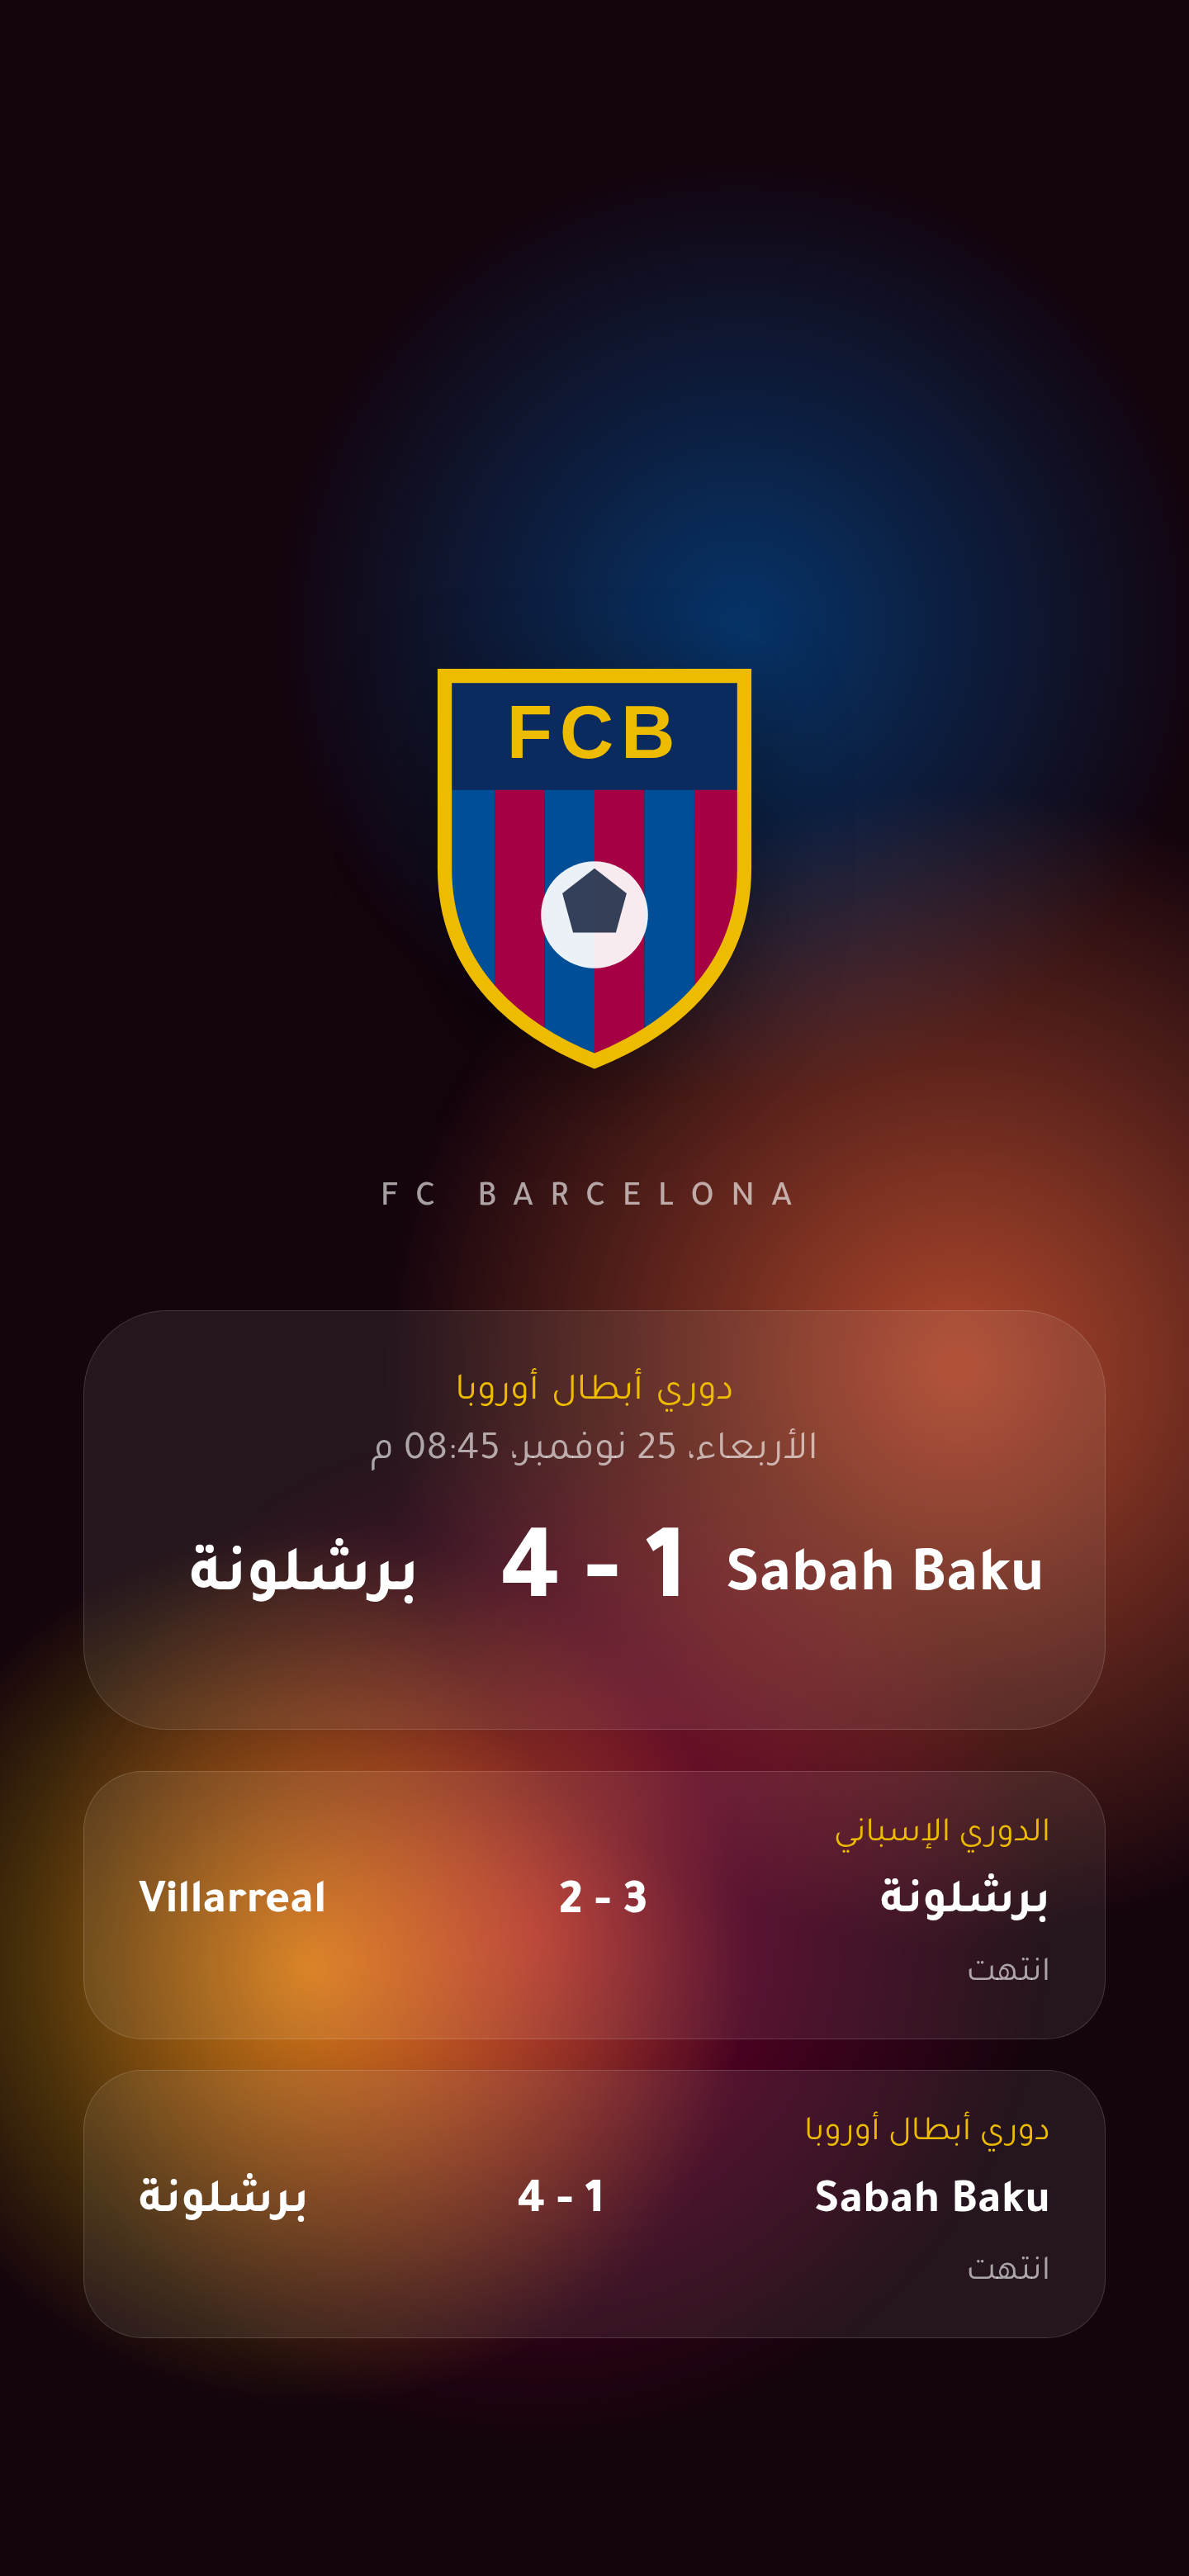 FCB
FC BARCELONA
دوري أبطال أوروبا
الأربعاء، 25 نوفمبر، 08:45 م
Sabah Baku 4 - 1 برشلونة
الدوري الإسباني
برشلونة 2 - 3 Villarreal
انتهت
دوري أبطال أوروبا
Sabah Baku 4 - 1 برشلونة
انتهت